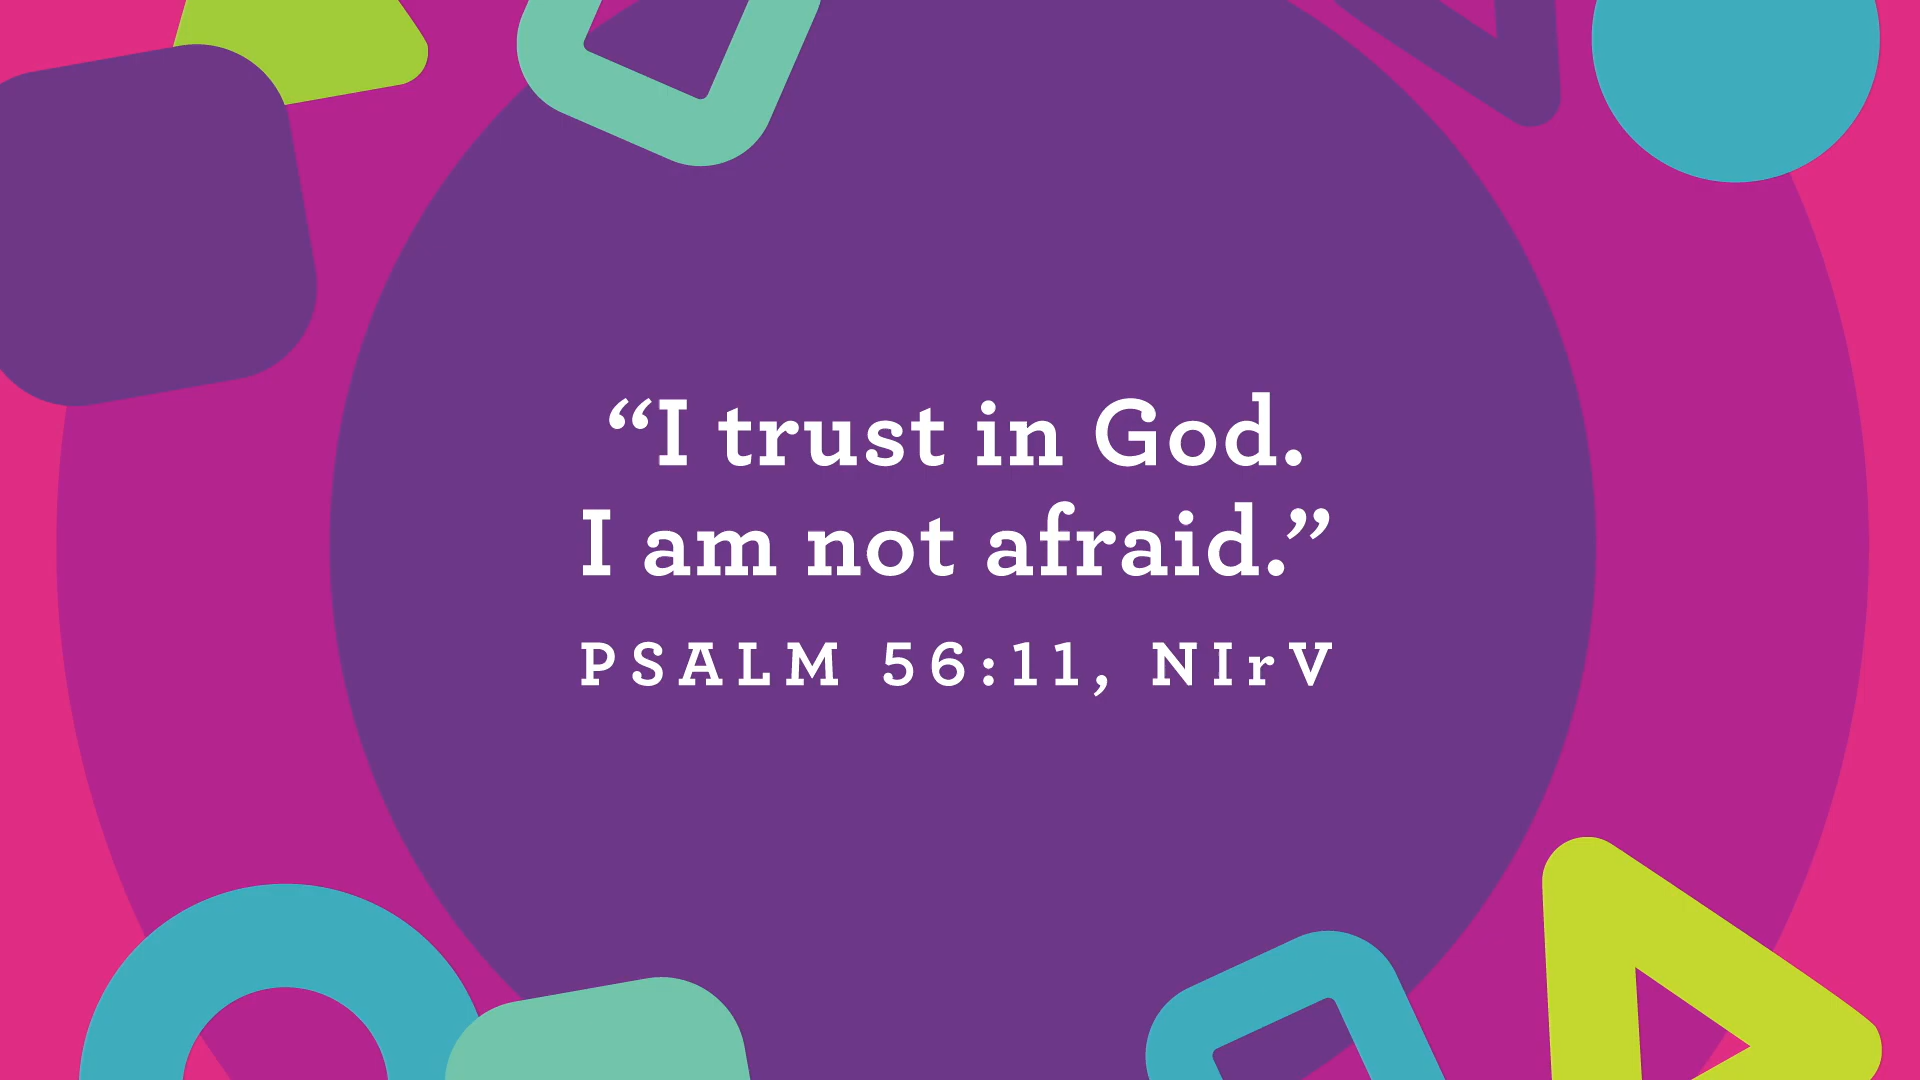 “I trust in God.
I am not afraid.”
PSALM 56:11, NIrV